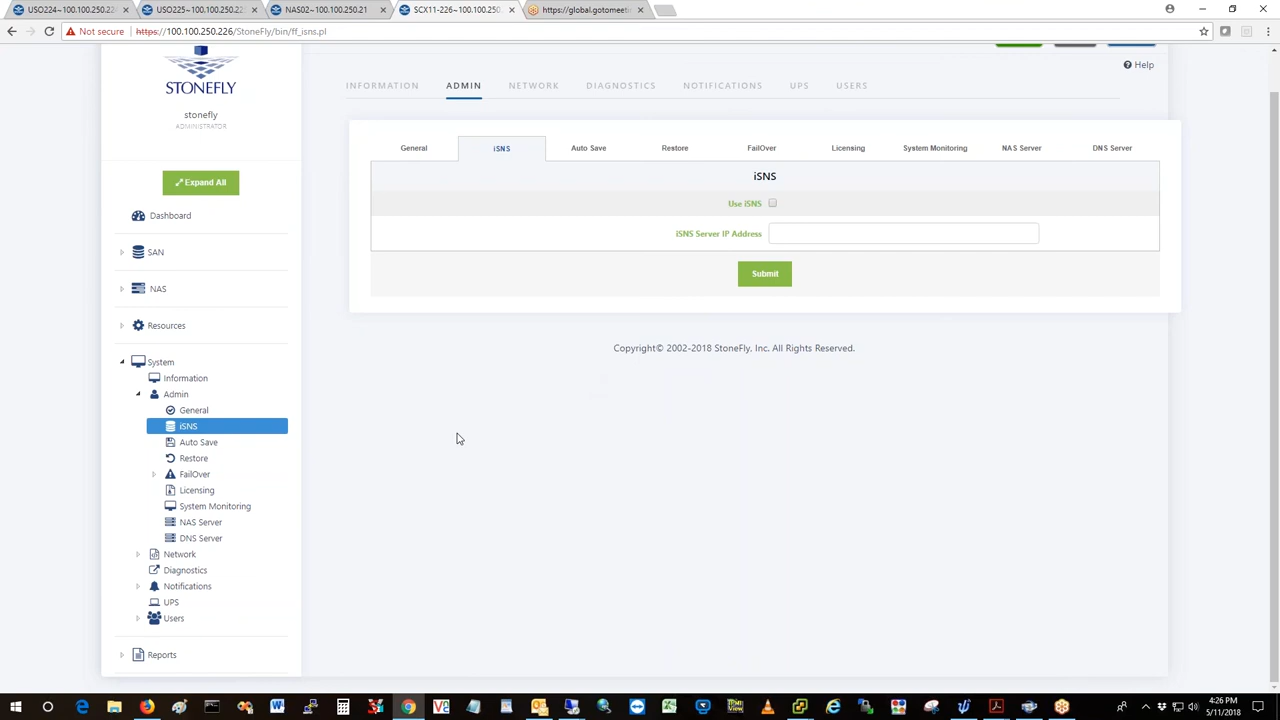 USO224~100.100.250.22
USO225~100.100.250.22
NAS02~100.100.250.21
SCX11-226~100.100.250.
https://global.gotomeetin
Not secure https://100.100.250.226/StoneFly/bin/ff_isns.pl
STONEFLY
stonefly
ADMINISTRATOR
Expand All
Dashboard
SAN
NAS
Resources
System
Information
Admin
General
iSNS
Auto Save
Restore
FailOver
Licensing
System Monitoring
NAS Server
DNS Server
Network
Diagnostics
Notifications
UPS
Users
Reports
Help
INFORMATION ADMIN NETWORK DIAGNOSTICS NOTIFICATIONS UPS USERS
General iSNS Auto Save Restore FailOver Licensing System Monitoring NAS Server DNS Server
iSNS
Use iSNS
iSNS Server IP Address
Submit
Copyright© 2002-2018 StoneFly. Inc. All Rights Reserved.
4:26 PM
5/11/2018